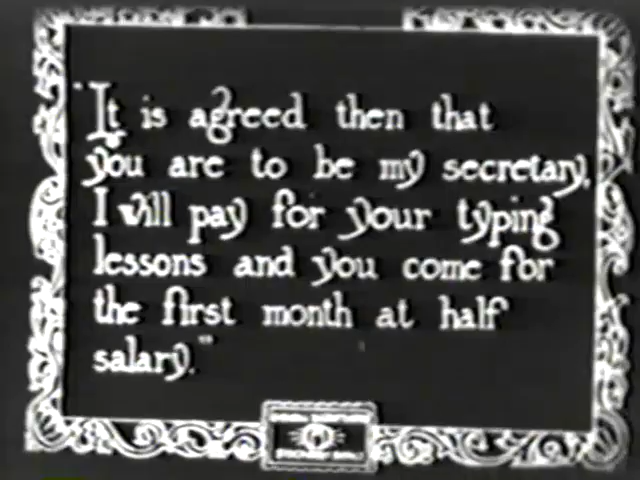 "It is agreed then that
you are to be my secretary,
I will pay for your typing
lessons and you come for
the first month at half
salary."